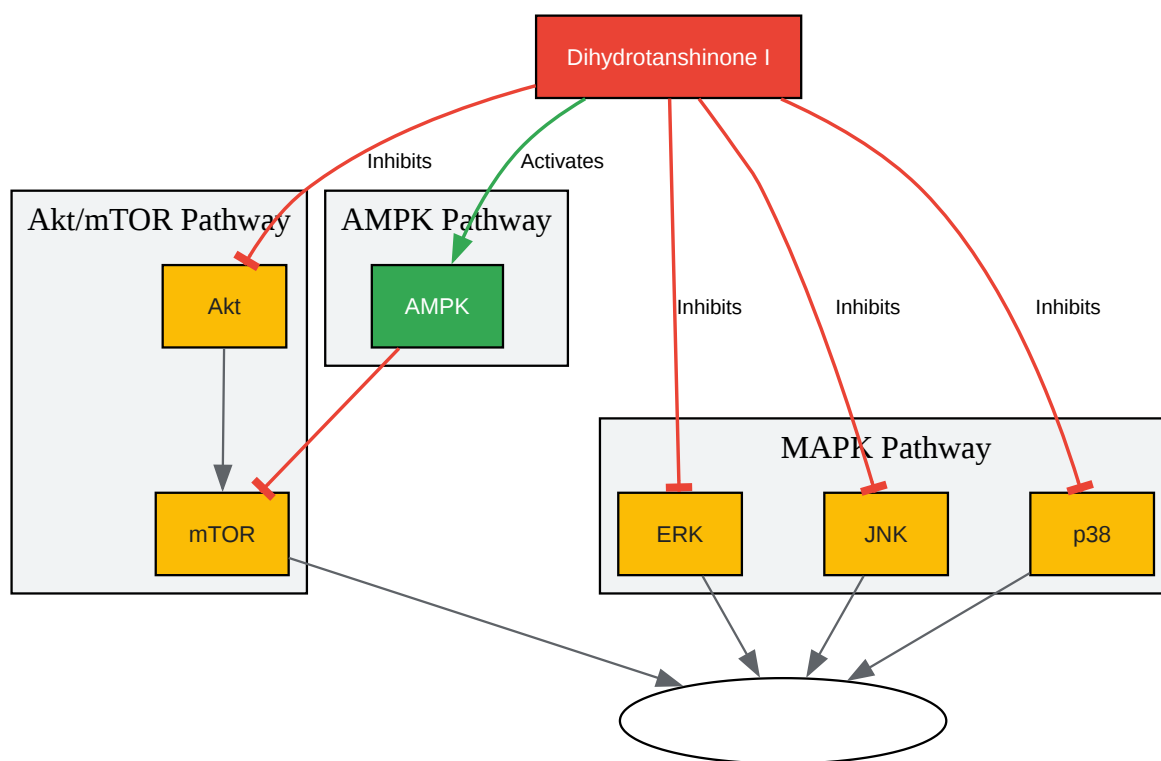 Dihydrotanshinone I
Inhibits
Activates
Akt/mTOR Pathway
AMPK Pathway
Akt
AMPK
Inhibits
Inhibits
Inhibits
MAPK Pathway
mTOR
ERK
JNK
p38